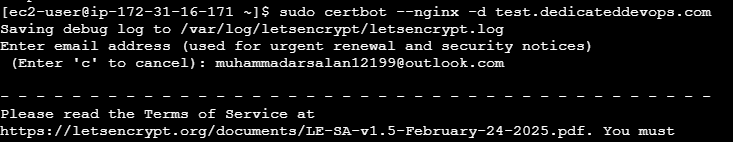 [ec2-user@ip-172-31-16-171 ~]$ sudo certbot --nginx -d test.dedicateddevops.com
Saving debug log to /var/log/letsencrypt/letsencrypt.log
Enter email address (used for urgent renewal and security notices)
 (Enter 'c' to cancel): muhammadarsalan12199@outlook.com
- - - - - - - - - - - - - - - - - - - - - - - - - - - - - - - - - - - - - - - -
Please read the Terms of Service at
https://letsencrypt.org/documents/LE-SA-v1.5-February-24-2025.pdf. You must